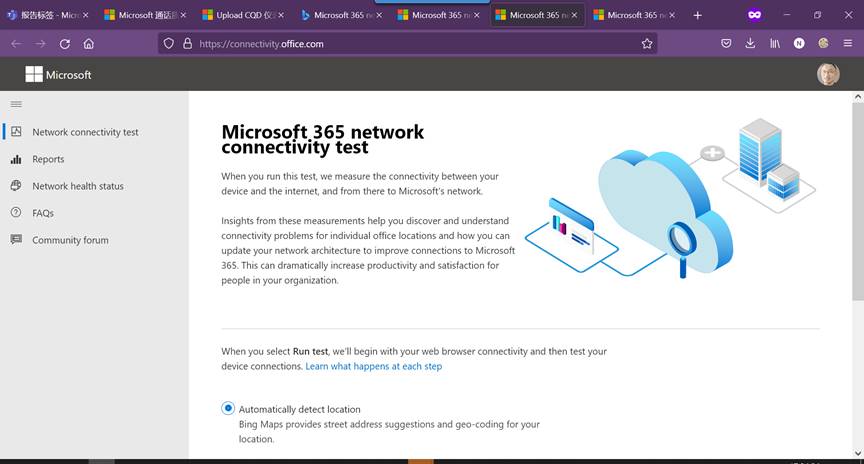 报告标签 - Micro
Microsoft 通话质
Upload CQD 仪
Microsoft 365 ne
Microsoft 365 ne
Microsoft 365 ne
Microsoft 365 ne
https://connectivity.office.com
N
Microsoft
Network connectivity test
Reports
Network health status
FAQs
Community forum
Microsoft 365 network
connectivity test
When you run this test, we measure the connectivity between your
device and the internet, and from there to Microsoft's network.
Insights from these measurements help you discover and understand
connectivity problems for individual office locations and how you can
update your network architecture to improve connections to Microsoft
365. This can dramatically increase productivity and satisfaction for
people in your organization.
When you select Run test, we'll begin with your web browser connectivity and then test your
device connections. Learn what happens at each step
Automatically detect location
Bing Maps provides street address suggestions and geo-coding for your
location.